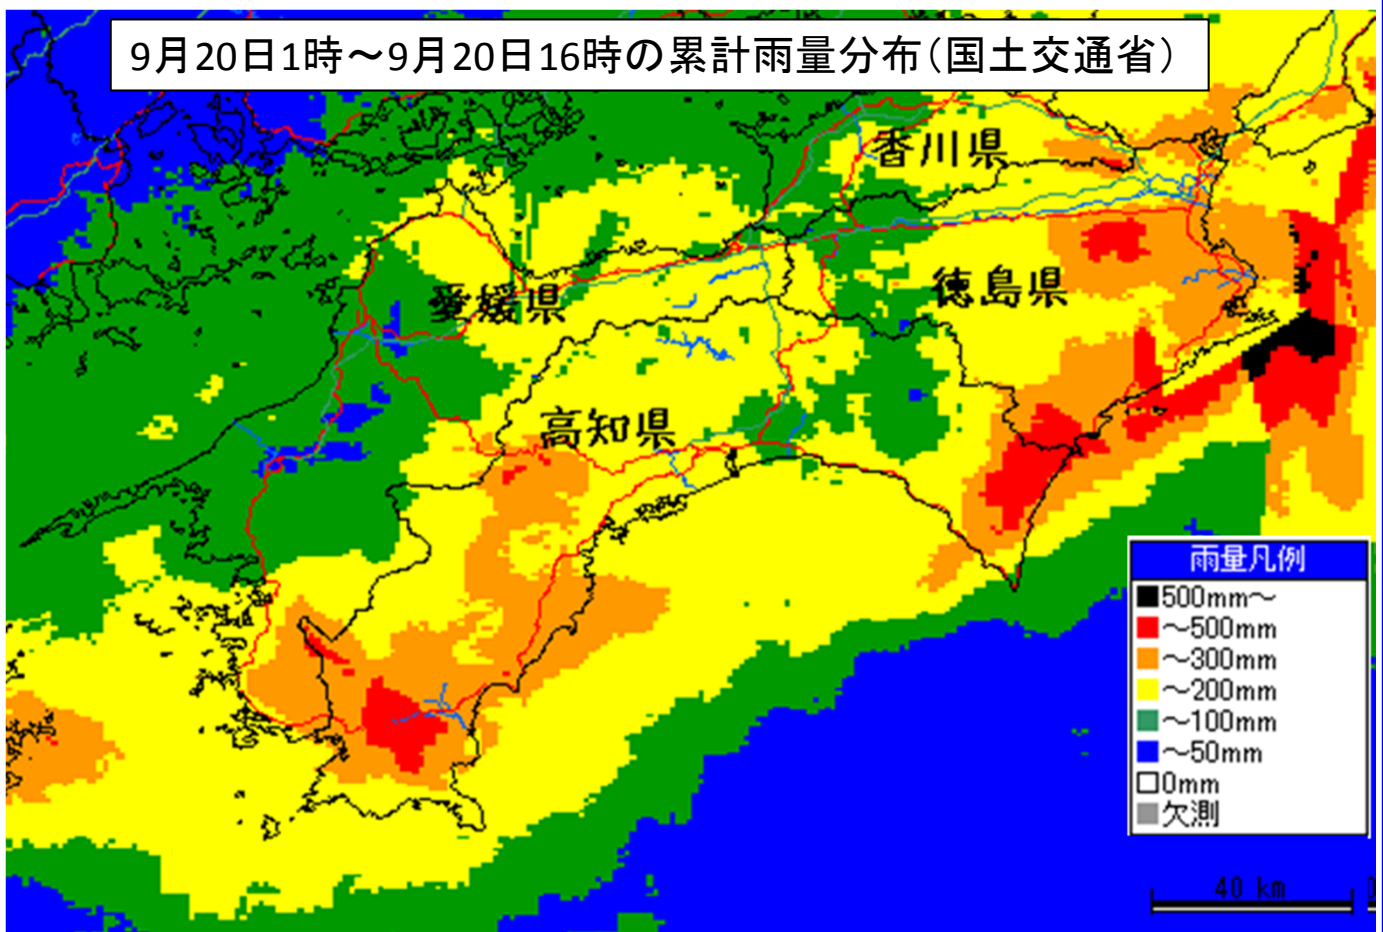 9月20日1時～9月20日16時の累計雨量分布（国土交通省）
香川県
徳島県
愛媛県
高知県
雨量凡例
500mm～
～500mm
～300mm
～200mm
～100mm
～50mm
0mm
欠測
40 km